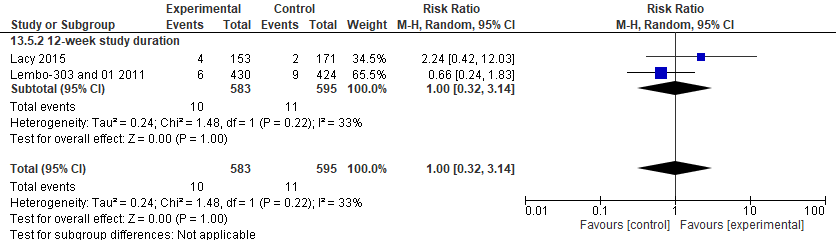 Experimental Control Risk Ratio Risk Ratio
Study or Subgroup Events Total Events Total Weight M-H, Random, 95% CI M-H, Random, 95% CI
13.5.2 12-week study duration
Lacy 2015 4 153 2 171 34.5% 2.24 [0.42, 12.03]
Lembo-303 and 01 2011 6 430 9 424 65.5% 0.66 [0.24, 1.83]
Subtotal (95% CI) 583 595 100.0% 1.00 [0.32, 3.14]
Total events 10 11
Heterogeneity: Tau² = 0.24; Chi² = 1.48, df = 1 (P = 0.22); I² = 33%
Test for overall effect: Z = 0.00 (P = 1.00)
Total (95% CI) 583 595 100.0% 1.00 [0.32, 3.14]
Total events 10 11
Heterogeneity: Tau² = 0.24; Chi² = 1.48, df = 1 (P = 0.22); I² = 33%
Test for overall effect: Z = 0.00 (P = 1.00)
Test for subgroup differences: Not applicable
0.01 0.1 1 10 100
Favours [control] Favours [experimental]